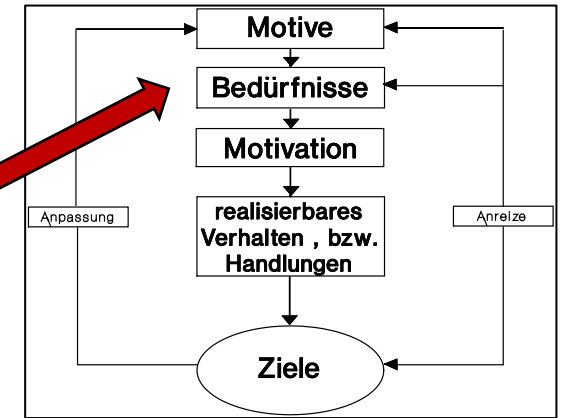 Motive
Bedürfnisse
Motivation
realisierbares
Verhalten , bzw.
Handlungen
Anpassung
Anreize
Ziele